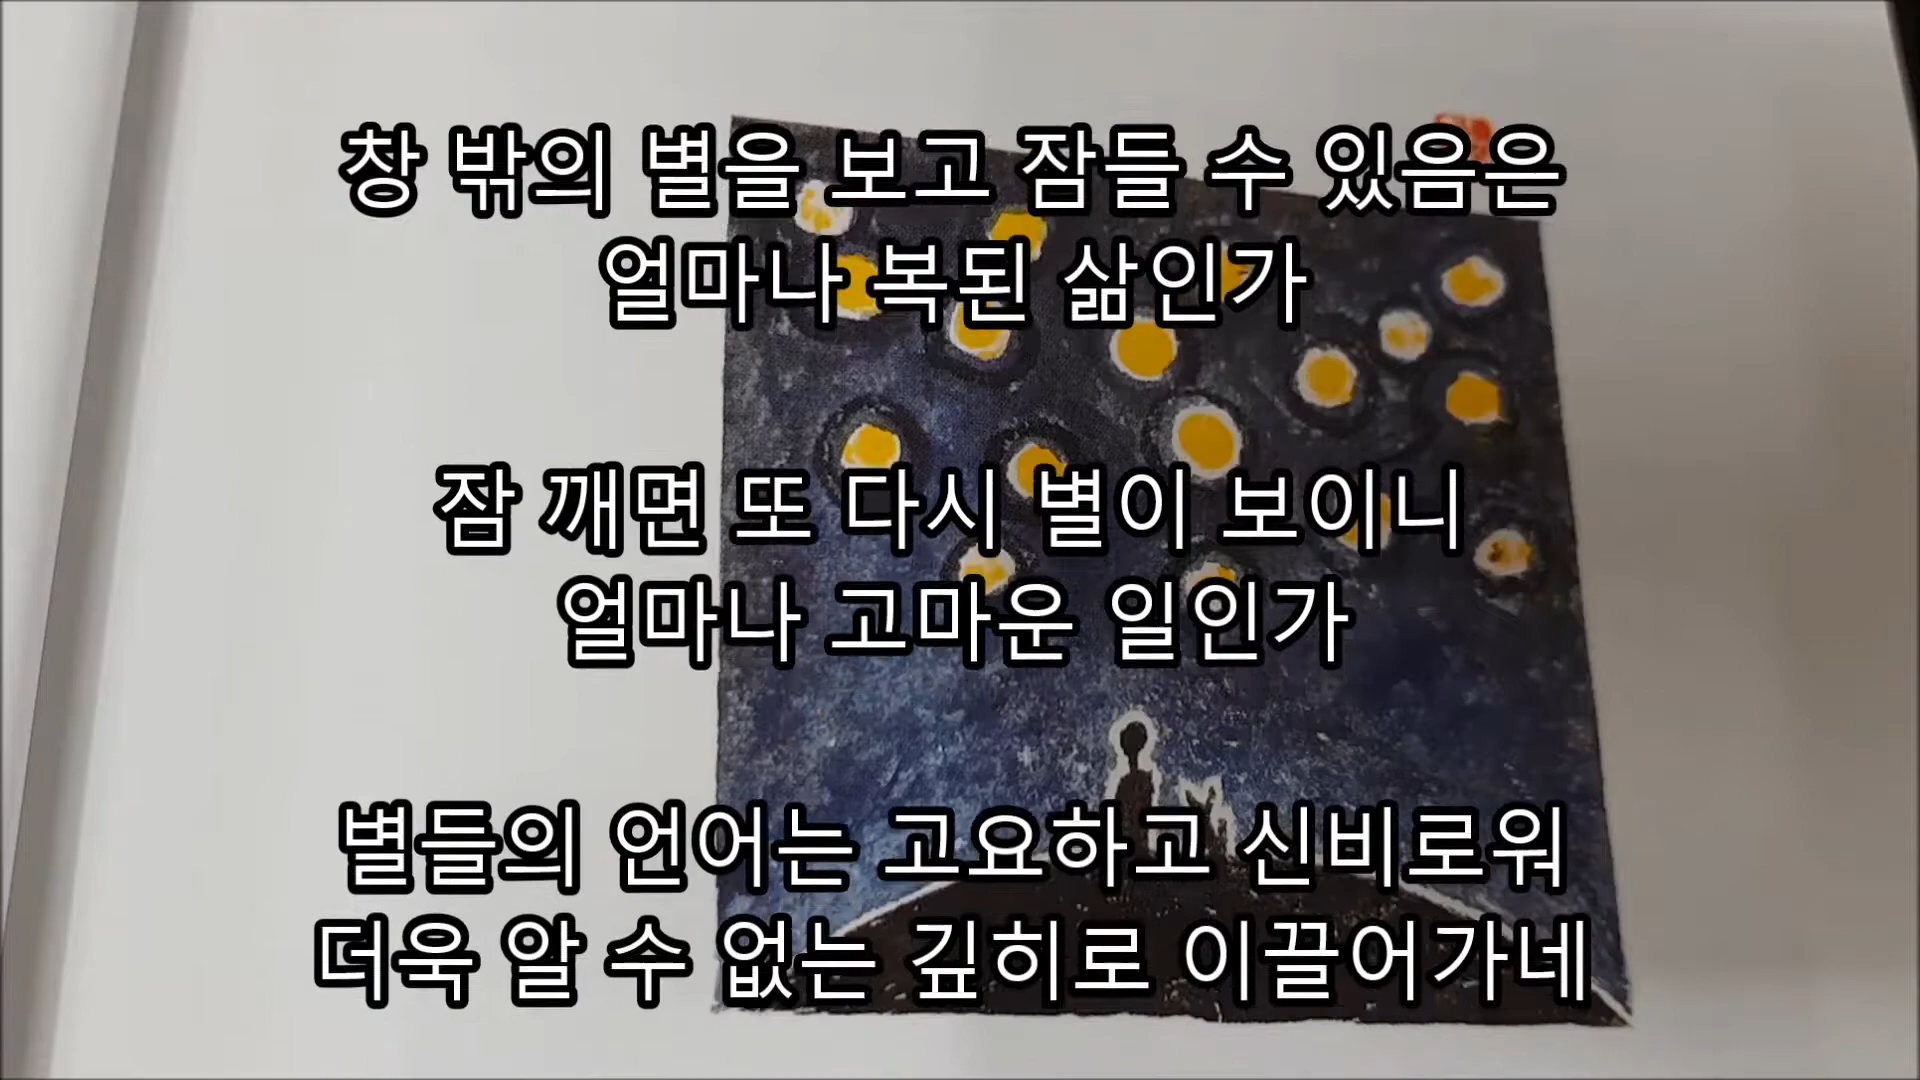 창 밖의 별을 보고 잠들 수 있음은
얼마나 복된 삶인가
잠 깨면 또 다시 별이 보이니
얼마나 고마운 일인가
별들의 언어는 고요하고 신비로워
더욱 알 수 없는 깊히로 이끌어가네